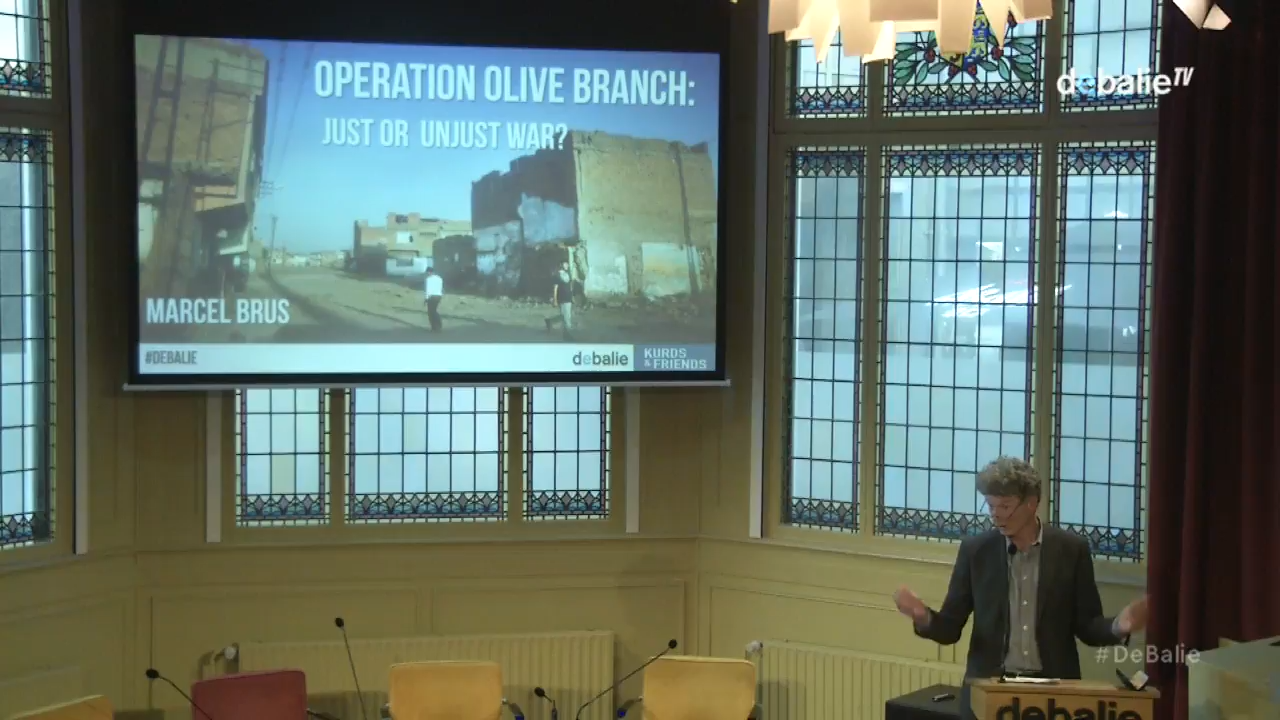 OPERATION OLIVE BRANCH:
JUST OR UNJUST WAR?
MARCEL BRUS
#DEBALIE
debalie
KURDS
& FRIENDS
debalieTV
#DeBalie
debalie